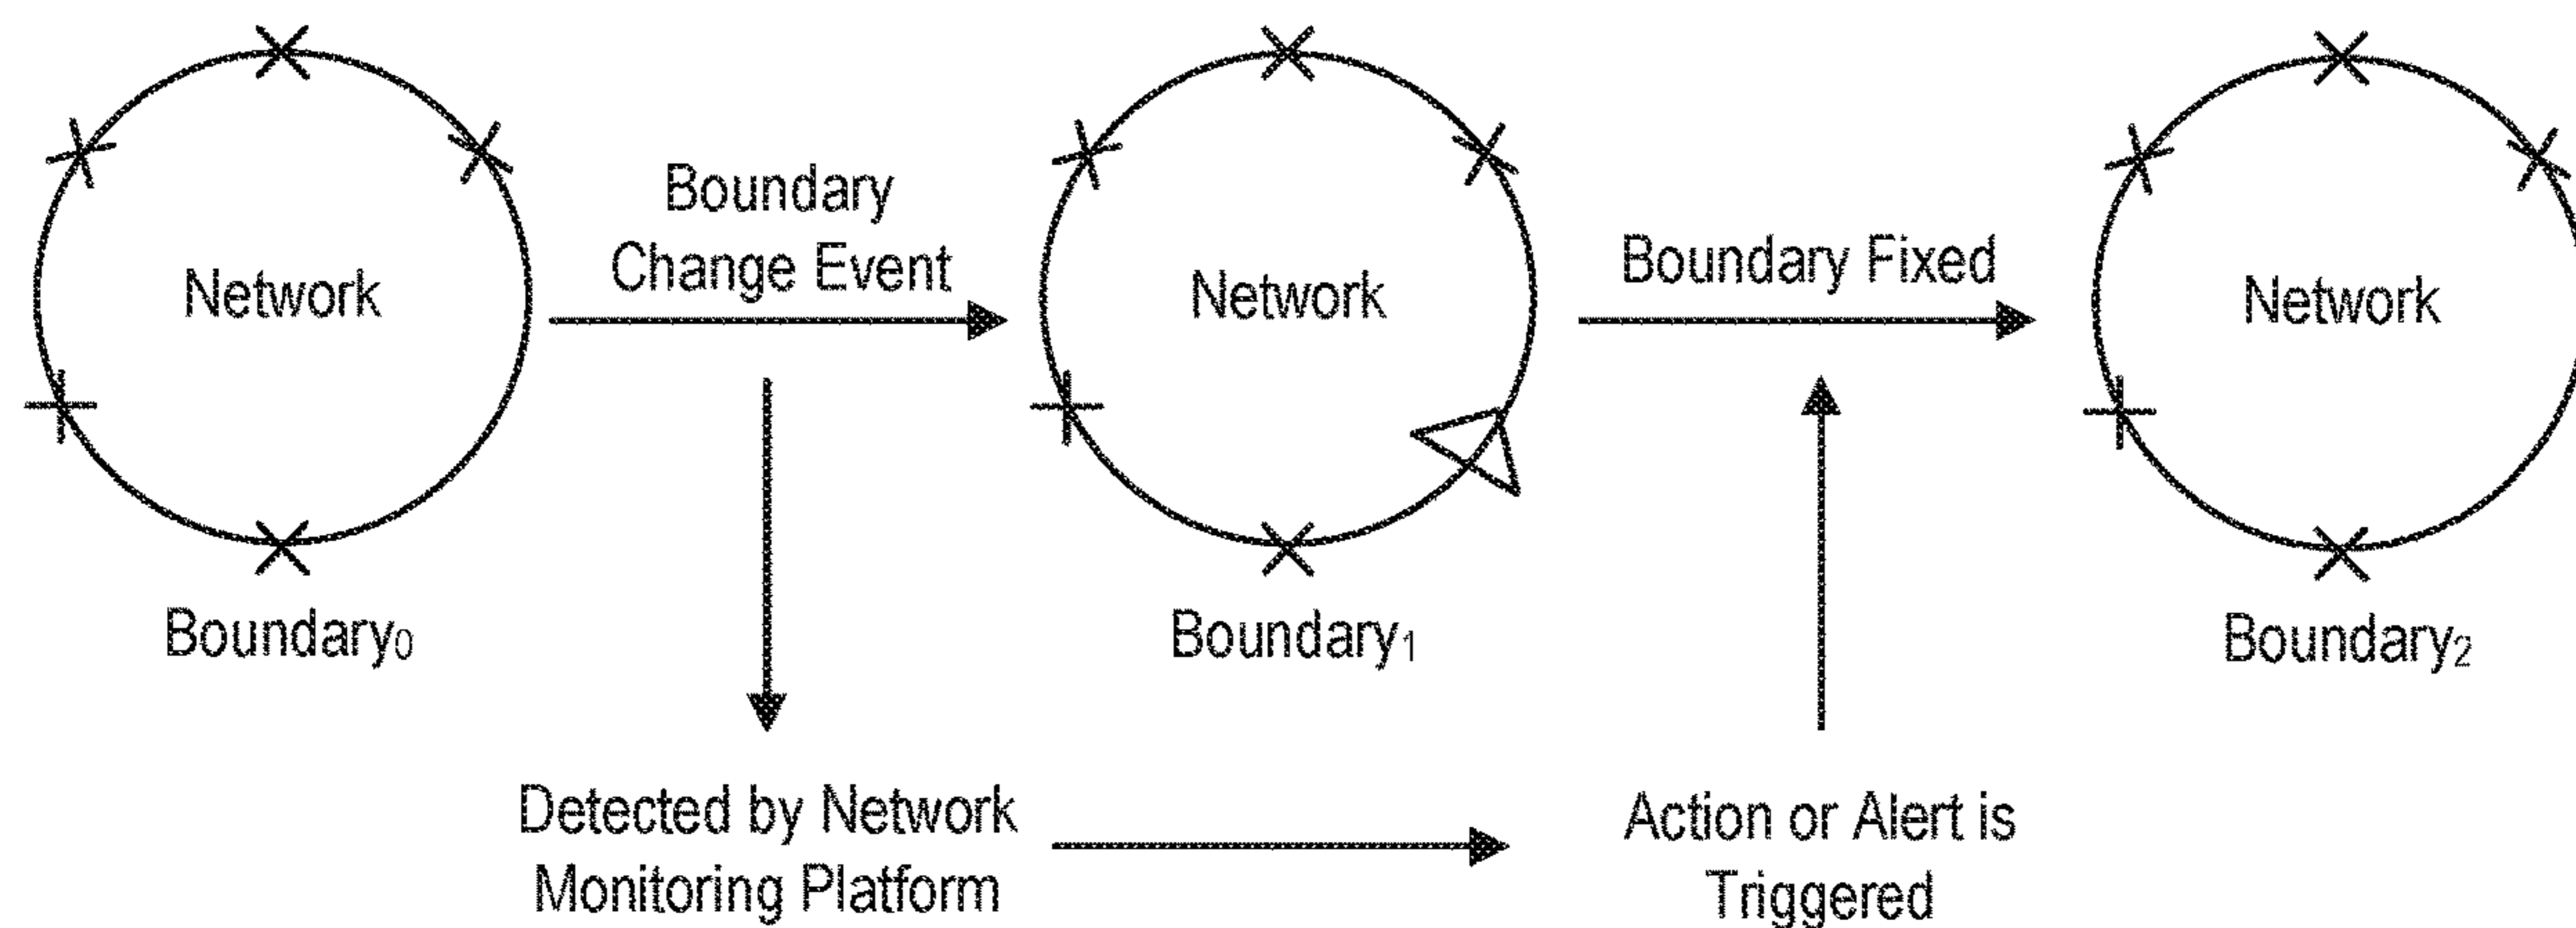 Network
Boundary₀
Boundary
Change Event
Network
Boundary₁
Boundary Fixed
Network
Boundary₂
Detected by Network
Monitoring Platform
Action or Alert is
Triggered